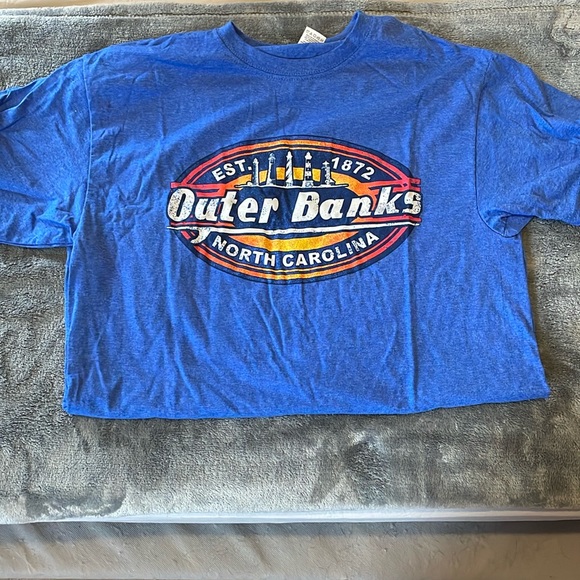 EST. 1872
Outer Banks
NORTH CAROLINA